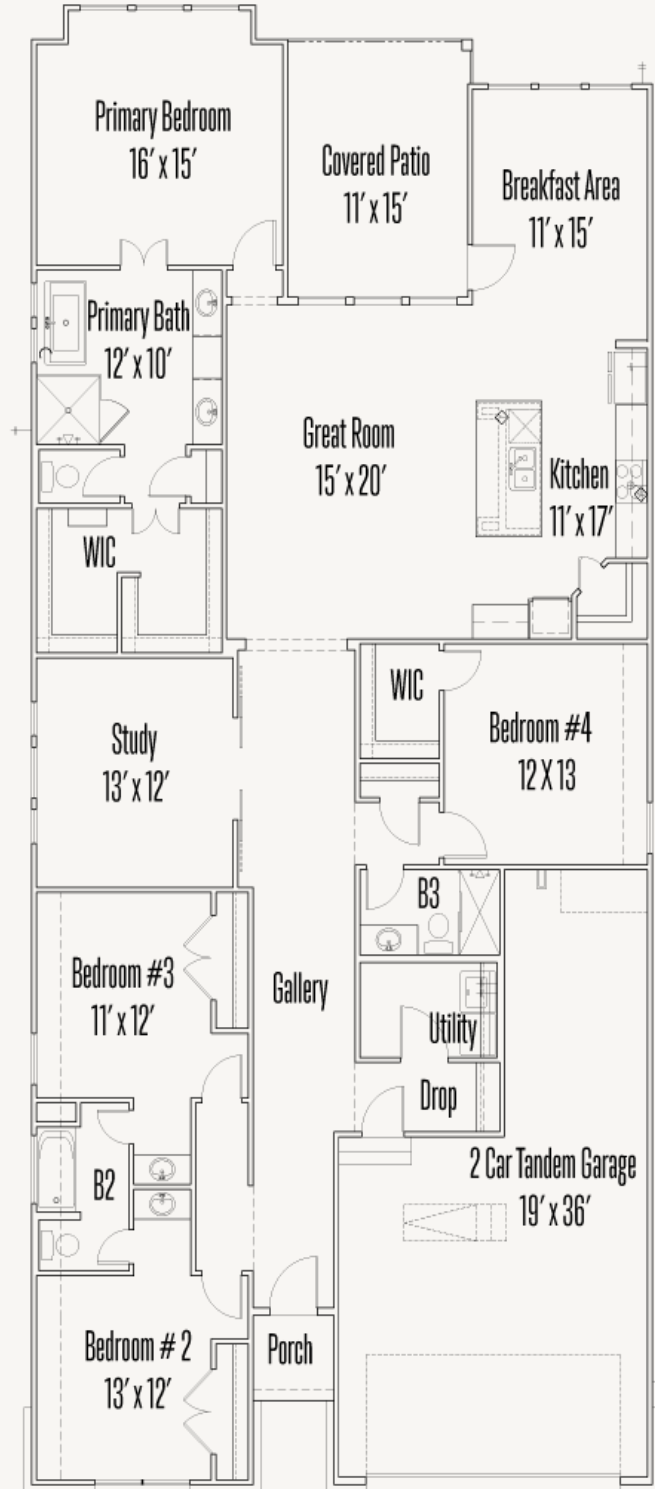 Primary Bedroom
16' x 15'
Covered Patio
11' x 15'
Breakfast Area
11' x 15'
Primary Bath
12' x 10'
Great Room
15' x 20'
Kitchen
11' x 17'
WIC
WIC
Study
13' x 12'
Bedroom #4
12 X 13
B3
Bedroom #3
11' x 12'
Gallery
Utility
Drop
B2
2 Car Tandem Garage
19' x 36'
Bedroom # 2
13' x 12'
Porch